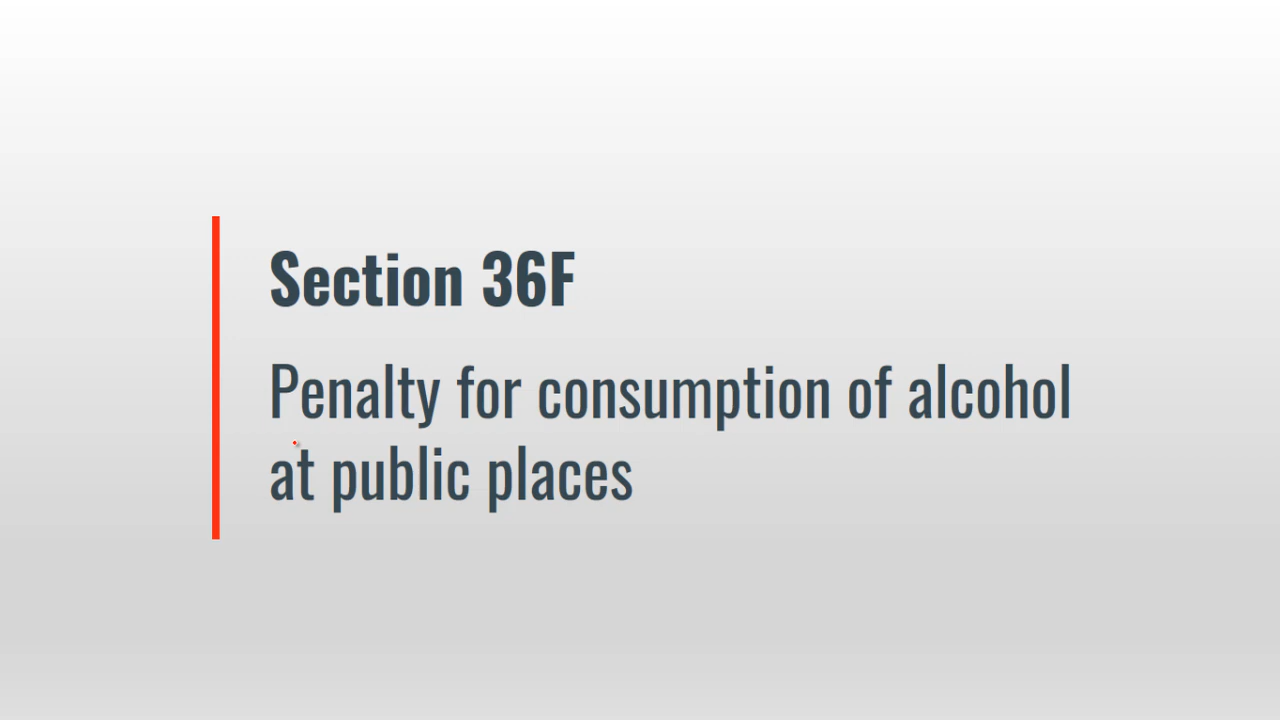 Section 36F
Penalty for consumption of alcohol
at public places